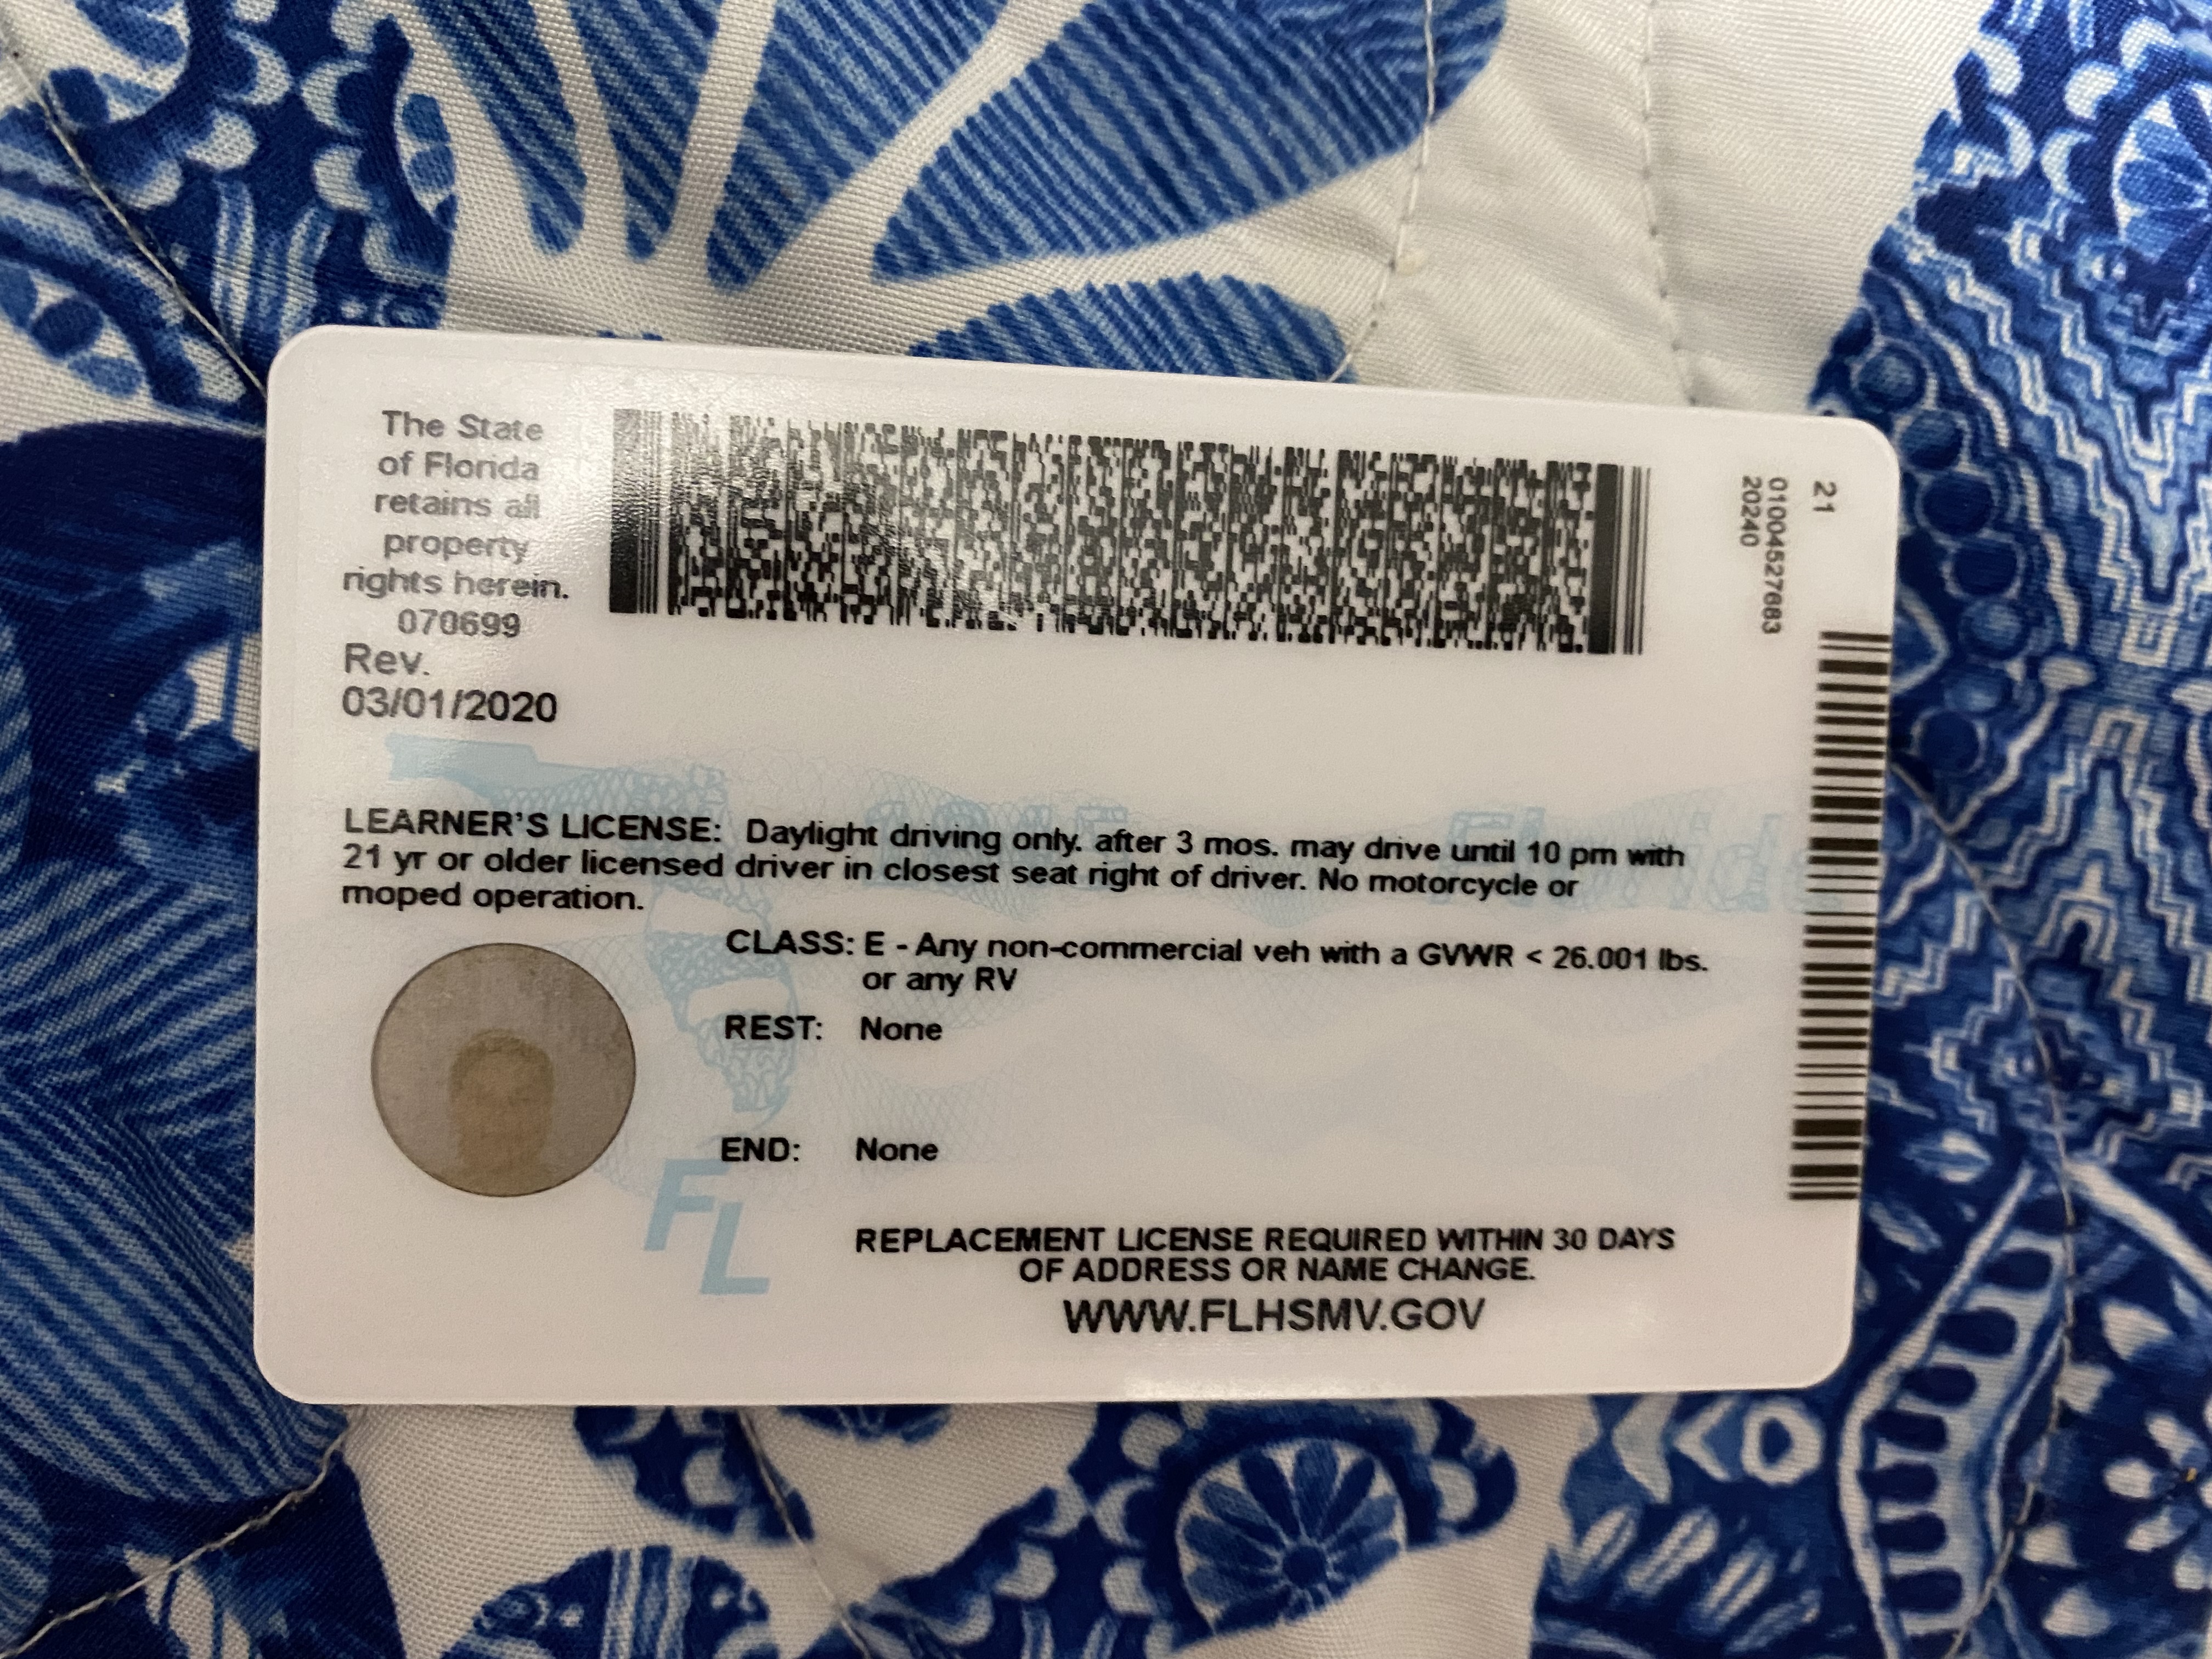 The State
of Florida
retains all
property
rights herein.
070699
Rev.
03/01/2020
21
01004527683
20240
LEARNER'S LICENSE: Daylight driving only. after 3 mos. may drive until 10 pm with
21 yr or older licensed driver in closest seat right of driver. No motorcycle or
moped operation.
CLASS: E - Any non-commercial veh with a GVWR < 26.001 lbs.
or any RV
REST: None
END: None
FL
REPLACEMENT LICENSE REQUIRED WITHIN 30 DAYS
OF ADDRESS OR NAME CHANGE.
WWW.FLHSMV.GOV